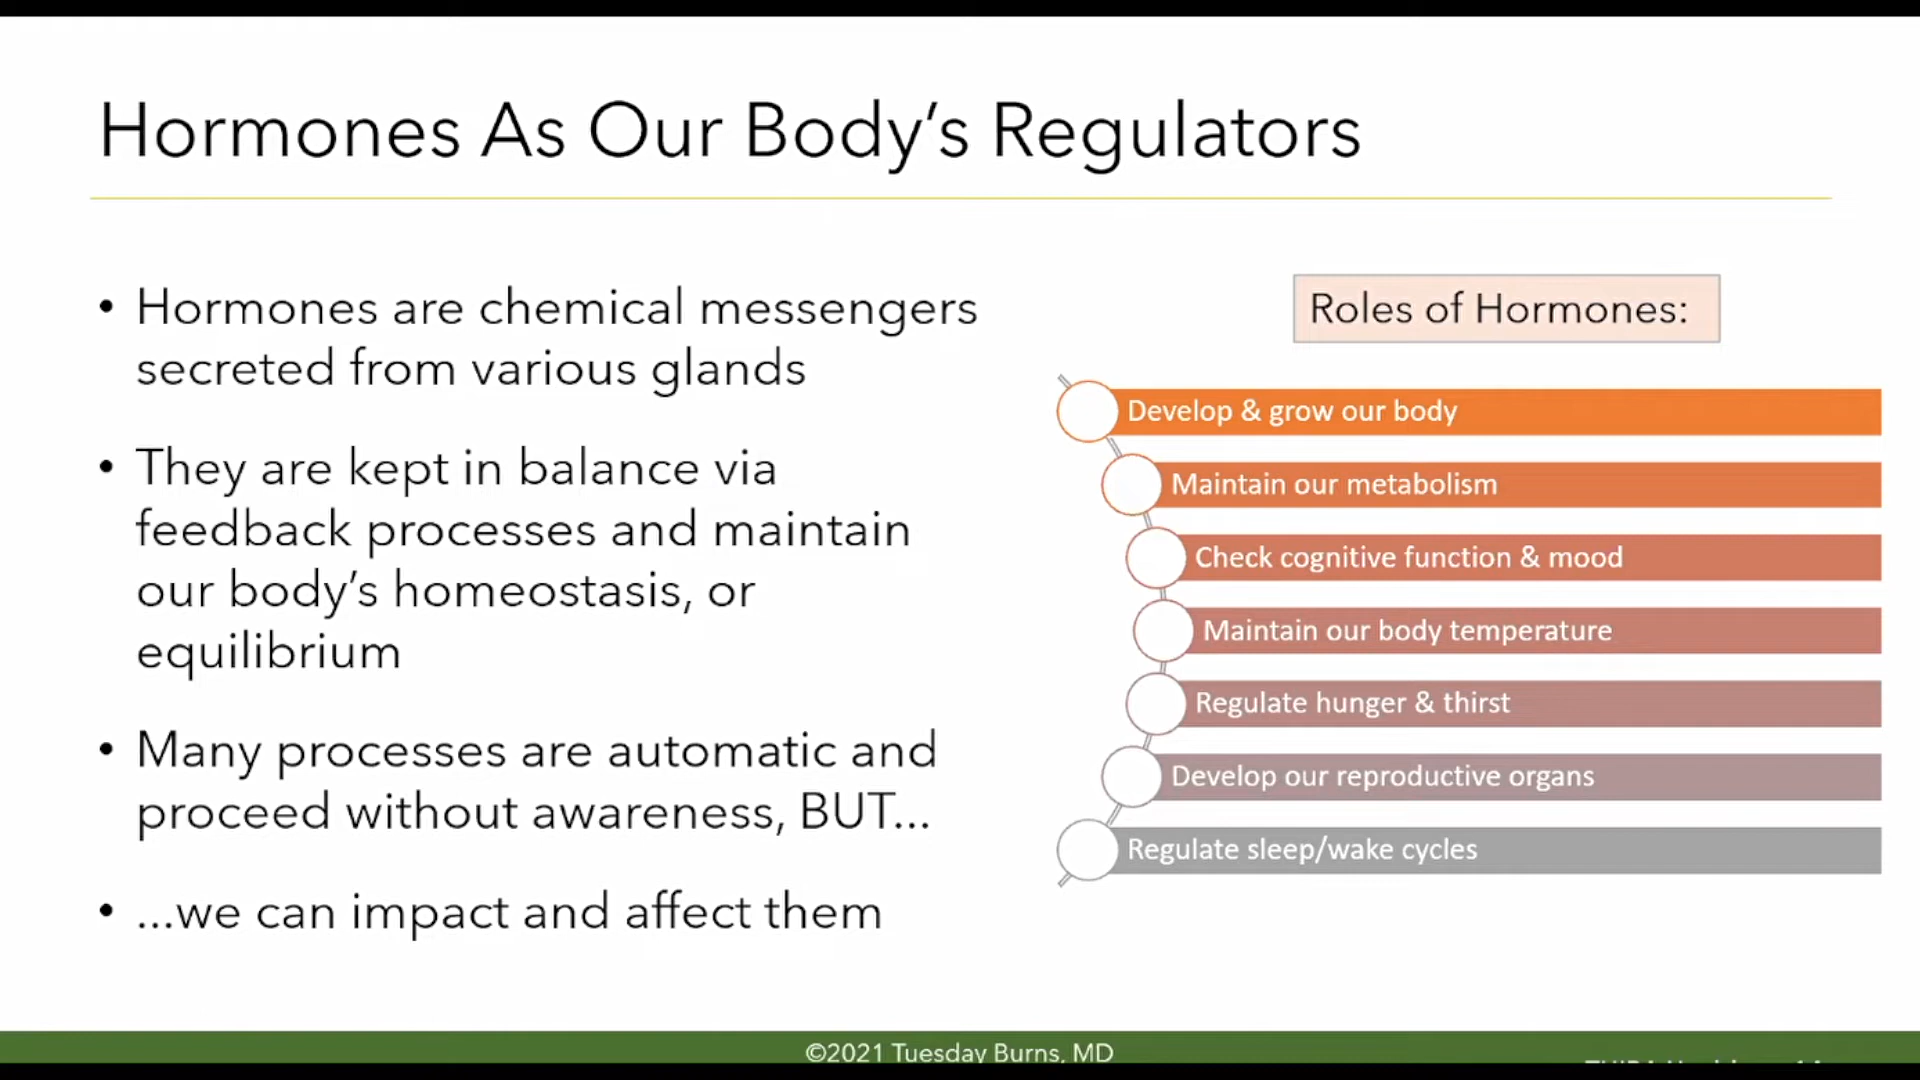 Hormones As Our Body’s Regulators
• Hormones are chemical messengers
secreted from various glands
• They are kept in balance via
feedback processes and maintain
our body’s homeostasis, or
equilibrium
• Many processes are automatic and
proceed without awareness, BUT...
• ...we can impact and affect them
Roles of Hormones:
Develop & grow our body
Maintain our metabolism
Check cognitive function & mood
Maintain our body temperature
Regulate hunger & thirst
Develop our reproductive organs
Regulate sleep/wake cycles
©2021 Tuesday Burns, MD